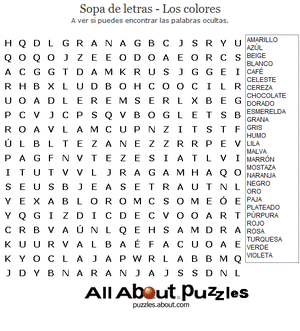 Sopa de letras - Los colores
A ver si puedes encontrar las palabras ocultas.
H Q D L G R A N A G B C J S R Y U
Q O Q O J Z E E O D O A E O R C S
A C G G T D A M K R U S J G G E I
R H B X L U D B O H C O O C I L R
U O A D L E R E M S E R L X B E G
P C V J C P S Q V B O G L E T S B
R O A V L A M C U P N Z I T S T F
Ú L B L T E Z A N E Z Z R R P E V
P A G F N V T E Z E S I A T L V I
I T U T V V L J R A G A M H A Q O
S E U S B J E A S E T R A U T N L
Y E X A B L O R O M C S O M E Ó E
Y Q G I Z D I C D E C V O O A R T
C R B V A Ú N L Q E H S A M D R A
K U U R V A L B A É F A C U O A E
K Y O C L A J A P W R L A B B M Q
J D Y B N A R A N J A J N A L Z L
AMARILLO
AZÚL
BEIGE
BLANCO
CAFÉ
CELESTE
CEREZA
CHOCOLATE
DORADO
ESMERELDA
GRANA
GRIS
HUMO
LILA
MALVA
MARRÓN
MOSTAZA
NARANJA
NEGRO
ORO
PAJA
PLATEADO
PÚRPURA
ROJO
ROSA
TURQUESA
VERDE
VIOLETA
All About Puzzles
puzzles.about.com